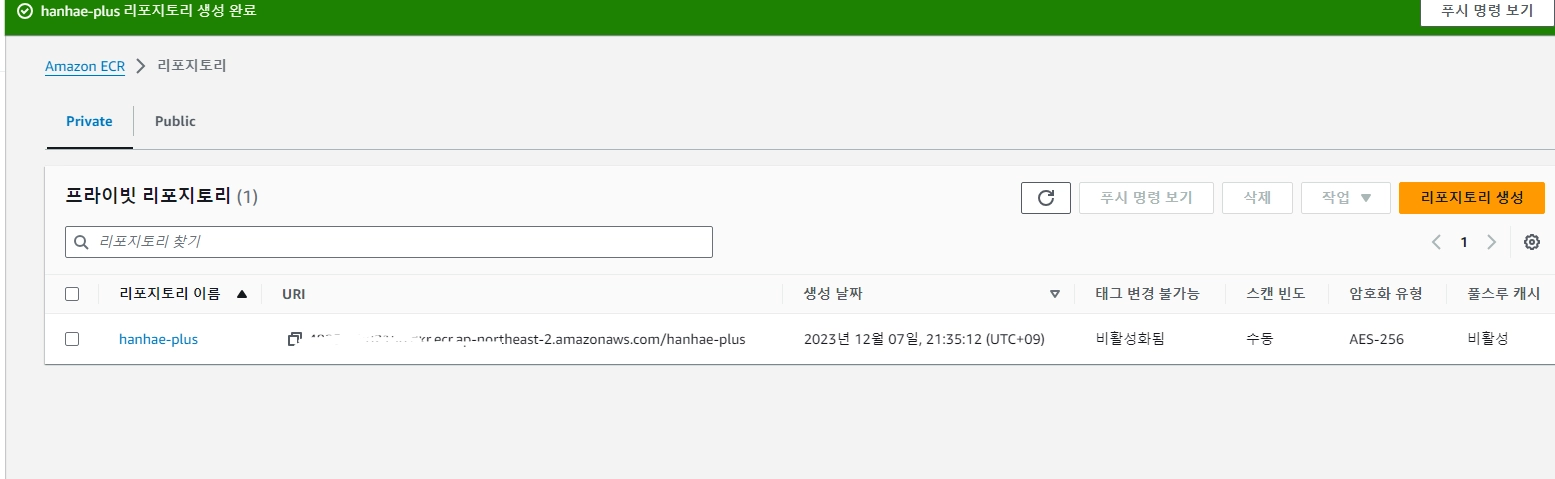 hanhae-plus 리포지토리 생성 완료 푸시 명령 보기
Amazon ECR > 리포지토리
Private Public
프라이빗 리포지토리 (1) 푸시 명령 보기 삭제 작업 ▼ 리포지토리 생성
리포지토리 찾기 < 1 >
리포지토리 이름 ▲ URI 생성 날짜 ▽ 태그 변경 불가능 스캔 빈도 암호화 유형 풀스루 캐시
hanhae-plus .ecr.ap-northeast-2.amazonaws.com/hanhae-plus 2023년 12월 07일, 21:35:12 (UTC+09) 비활성화됨 수동 AES-256 비활성